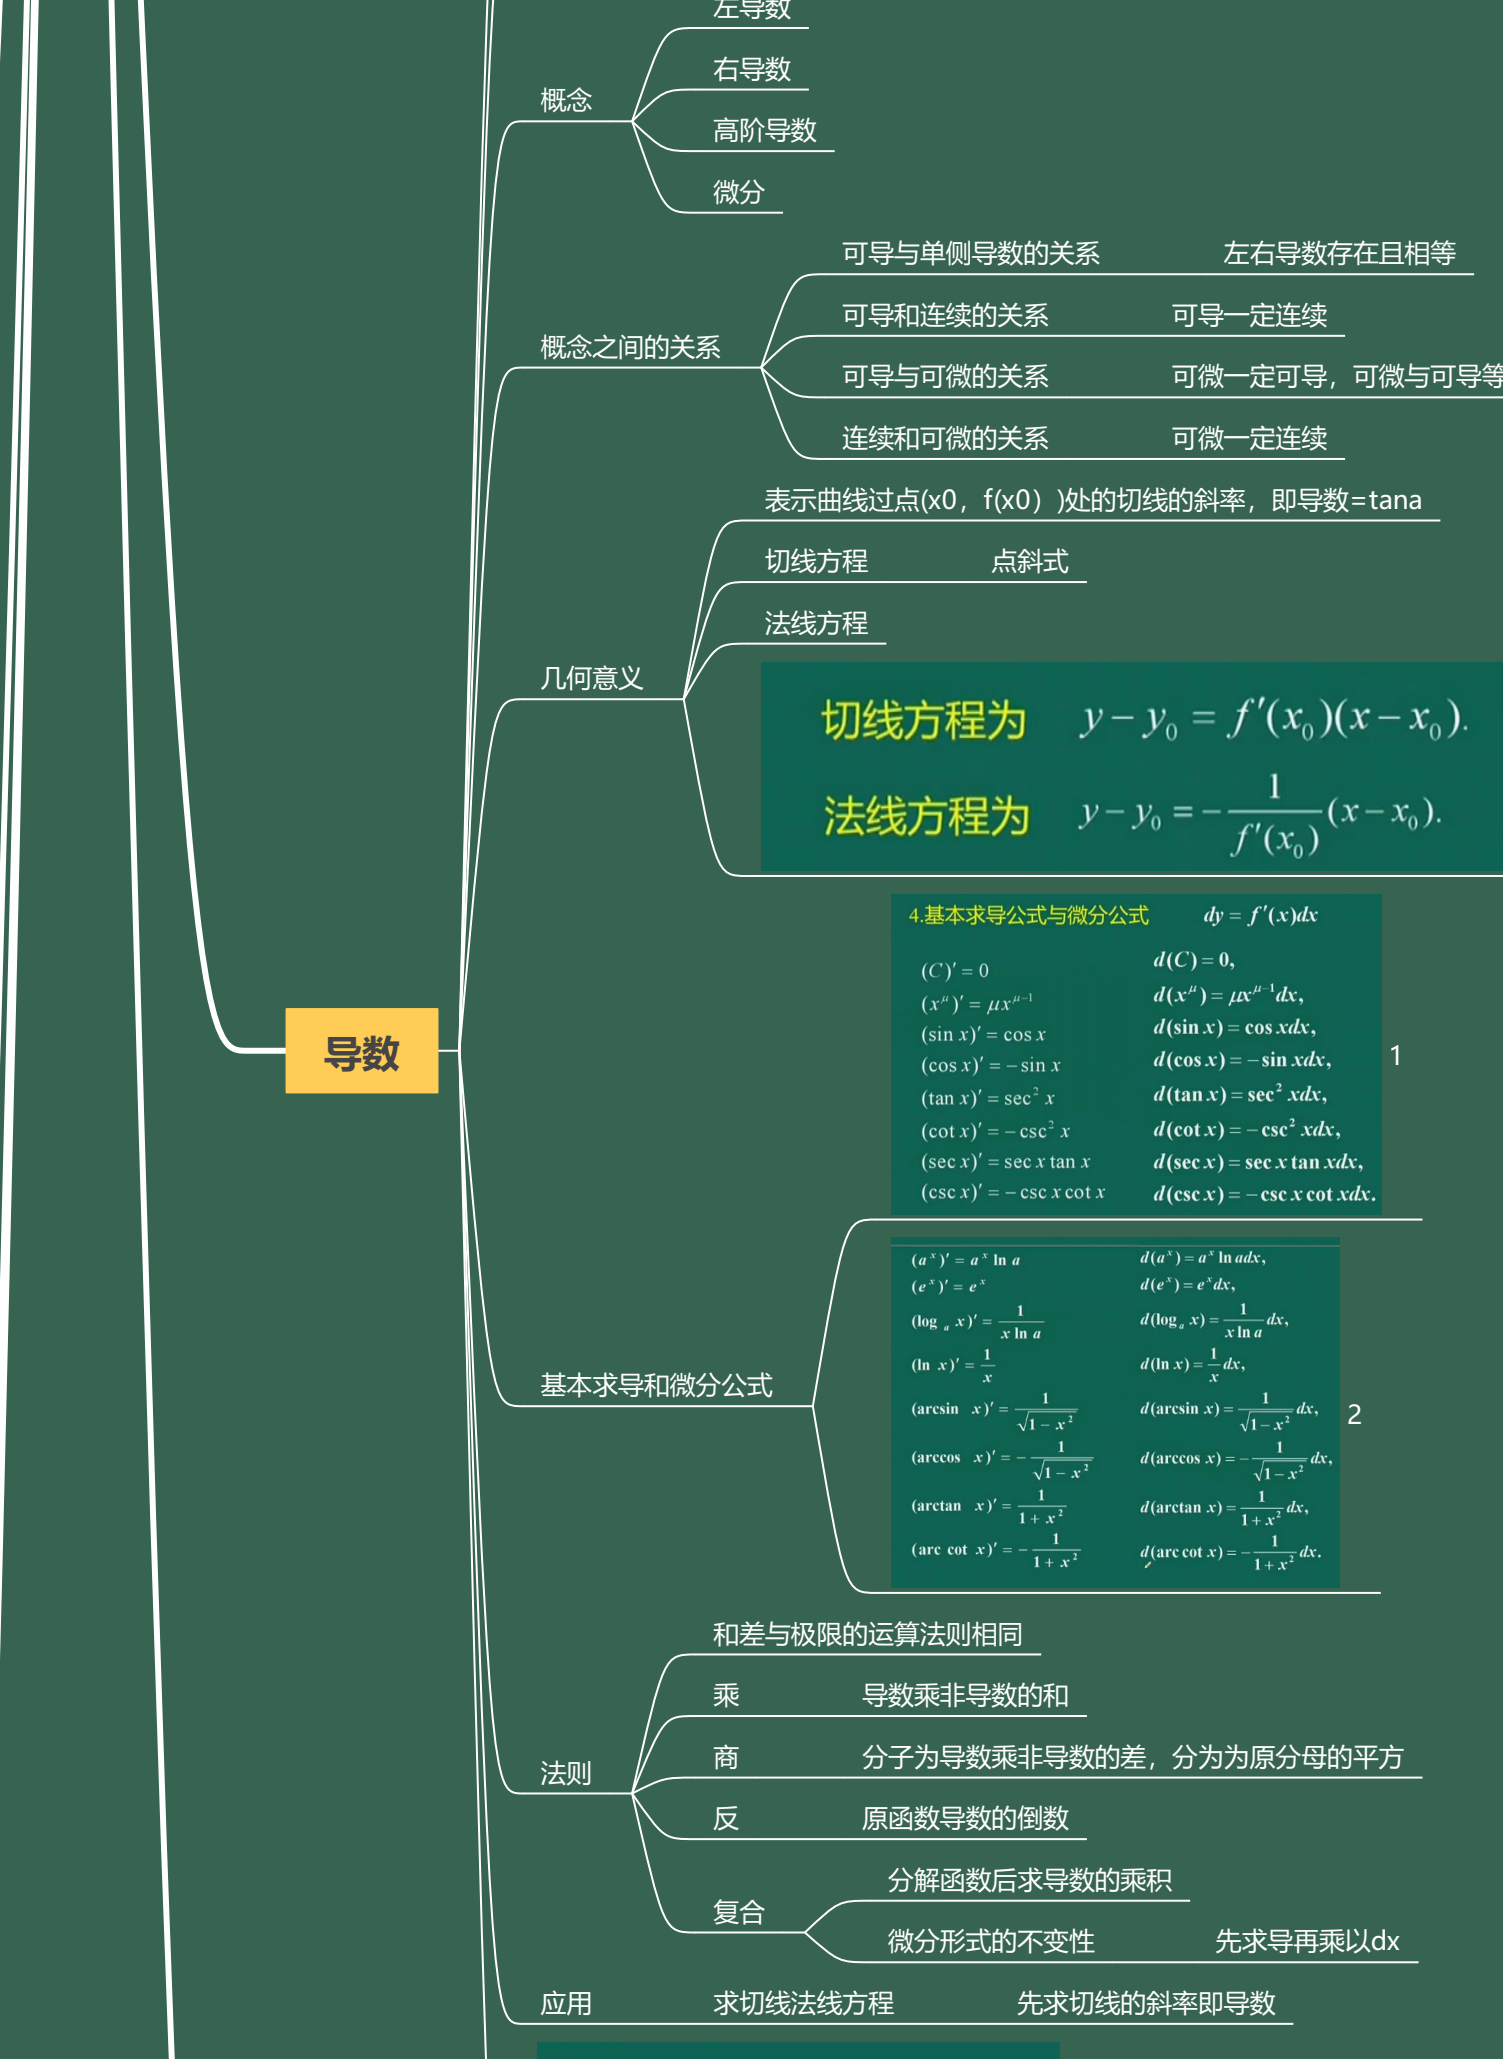 左导数
右导数
概念
高阶导数
微分
可导与单侧导数的关系 左右导数存在且相等
可导和连续的关系 可导一定连续
概念之间的关系
可导与可微的关系 可微一定可导，可微与可导等
连续和可微的关系 可微一定连续
表示曲线过点(x0，f(x0）)处的切线的斜率，即导数=tana
切线方程 点斜式
法线方程
几何意义
切线方程为 y − y₀ = f′(x₀)(x − x₀).
法线方程为 y − y₀ = − 1/f′(x₀) (x − x₀).
导数
4.基本求导公式与微分公式 dy = f′(x)dx
(C)′ = 0 d(C) = 0,
(x^μ)′ = μx^(μ−1) d(x^μ) = μx^(μ−1)dx,
(sin x)′ = cos x d(sin x) = cos xdx,
(cos x)′ = − sin x d(cos x) = − sin xdx,
1
(tan x)′ = sec² x d(tan x) = sec² xdx,
(cot x)′ = − csc² x d(cot x) = − csc² xdx,
(sec x)′ = sec x tan x d(sec x) = sec x tan xdx,
(csc x)′ = − csc x cot x d(csc x) = − csc x cot xdx.
(a^x)′ = a^x ln a d(a^x) = a^x ln adx,
(e^x)′ = e^x d(e^x) = e^x dx,
(log_a x)′ = 1/(x ln a) d(log_a x) = 1/(x ln a) dx,
(ln x)′ = 1/x d(ln x) = 1/x dx,
基本求导和微分公式
(arcsin x)′ = 1/√(1 − x²) d(arcsin x) = 1/√(1 − x²) dx,
2
(arccos x)′ = − 1/√(1 − x²) d(arccos x) = − 1/√(1 − x²) dx,
(arctan x)′ = 1/(1 + x²) d(arctan x) = 1/(1 + x²) dx,
(arc cot x)′ = − 1/(1 + x²) d(arc cot x) = − 1/(1 + x²) dx.
和差与极限的运算法则相同
乘 导数乘非导数的和
商 分子为导数乘非导数的差，分为为原分母的平方
法则
反 原函数导数的倒数
分解函数后求导数的乘积
复合
微分形式的不变性 先求导再乘以dx
应用 求切线法线方程 先求切线的斜率即导数